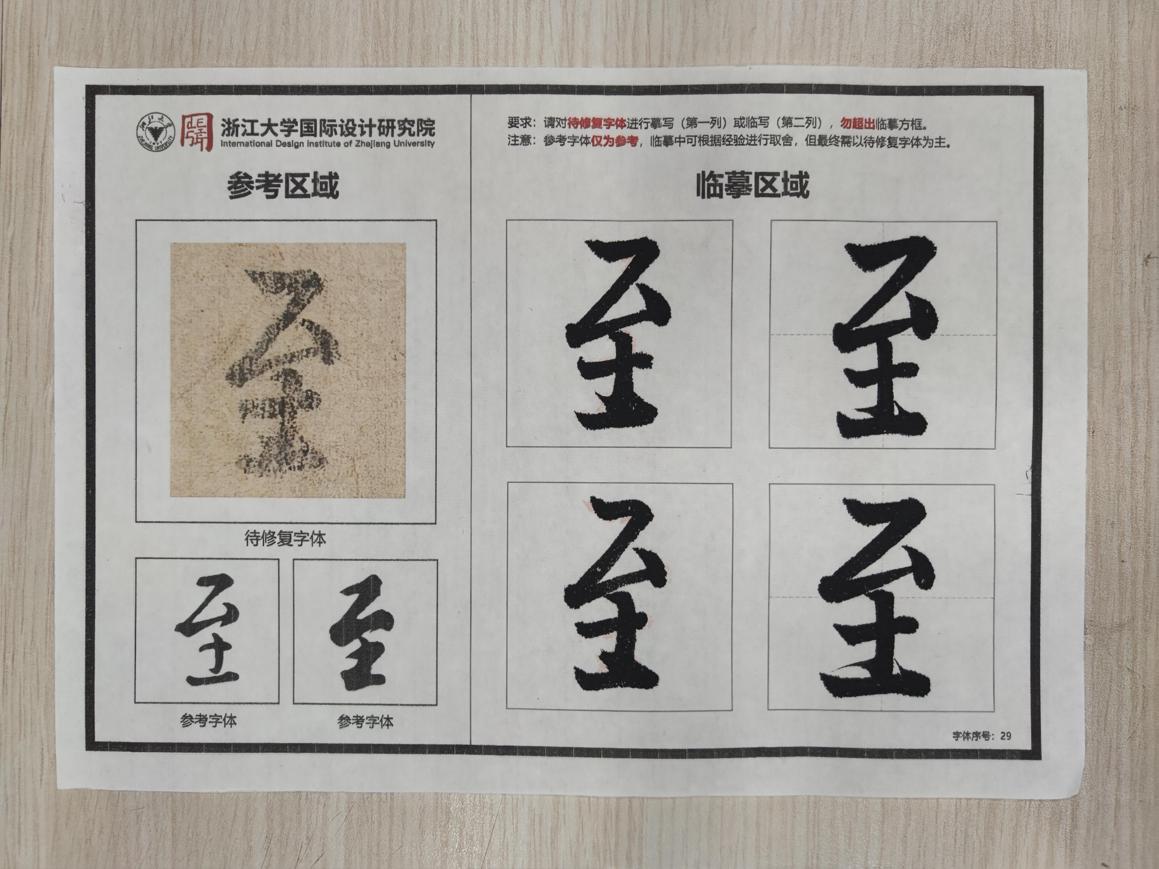 浙江大学国际设计研究院
International Design Institute of Zhejiang University
参考区域
至
待修复字体
至
至
参考字体
参考字体
要求：请对待修复字体进行摹写（第一列）或临写（第二列），勿超出临摹方框。
注意：参考字体仅为参考，临摹中可根据经验进行取舍，但最终需以待修复字体为主。
临摹区域
至
至
至
至
字体序号：29